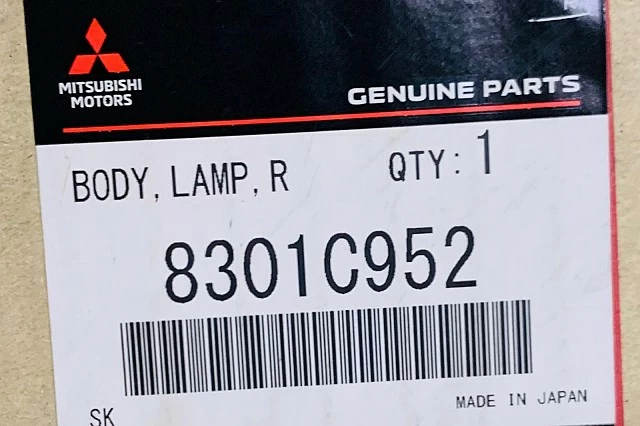 MITSUBISHI
MOTORS
GENUINE PARTS
BODY, LAMP, R QTY: 1
8301C952
SK MADE IN JAPAN